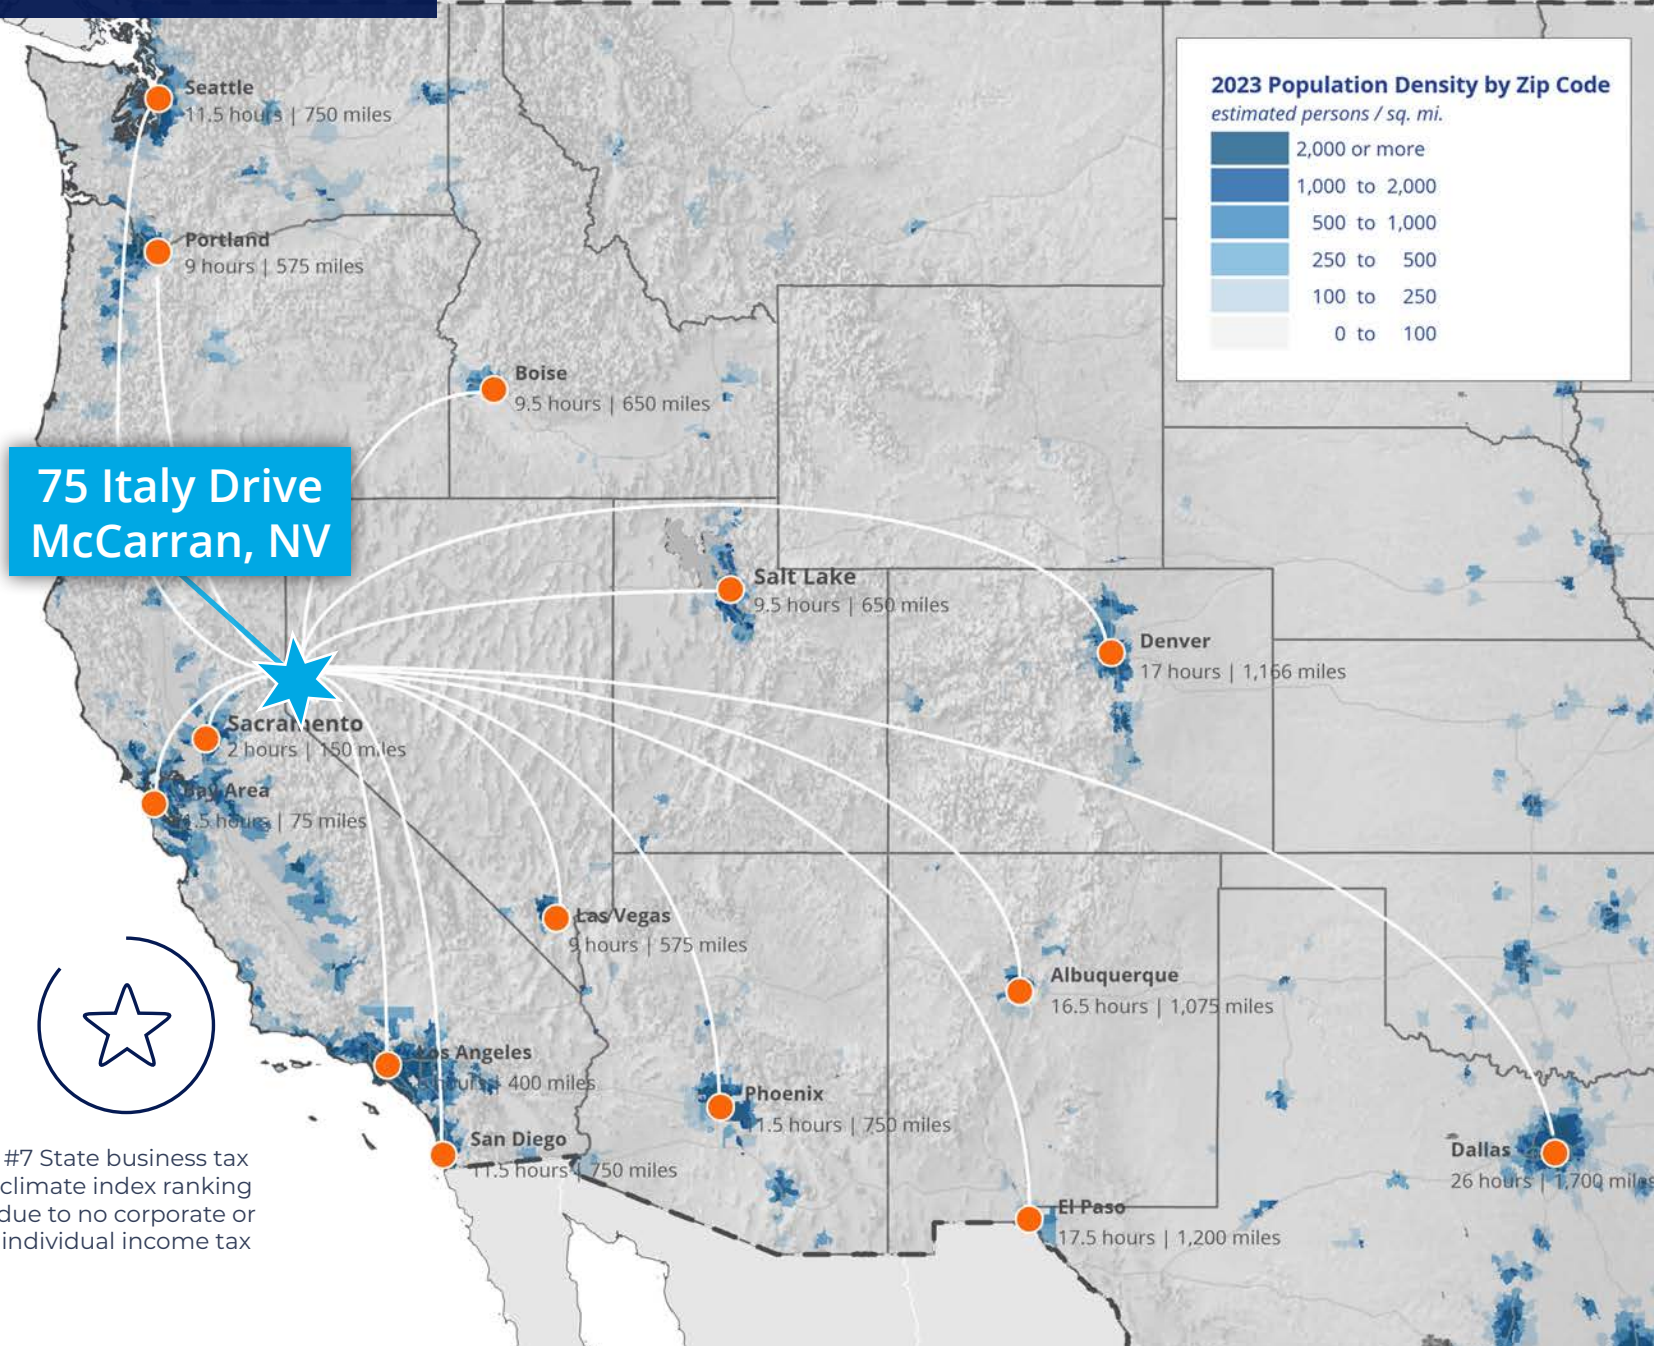 Seattle
11.5 hours | 750 miles
2023 Population Density by Zip Code
estimated persons / sq. mi.
2,000 or more
1,000 to 2,000
500 to 1,000
250 to 500
100 to 250
0 to 100
Portland
9 hours | 575 miles
Boise
9.5 hours | 650 miles
75 Italy Drive
McCarran, NV
Salt Lake
9.5 hours | 650 miles
Denver
17 hours | 1,166 miles
Sacramento
2 hours | 150 miles
Bay Area
.5 hours | 75 miles
Las Vegas
9 hours | 575 miles
Albuquerque
16.5 hours | 1,075 miles
Los Angeles
hours | 400 miles
Phoenix
1.5 hours | 750 miles
San Diego
11.5 hours | 750 miles
Dallas
26 hours | 1,700 miles
El Paso
17.5 hours | 1,200 miles
#7 State business tax
climate index ranking
due to no corporate or
individual income tax